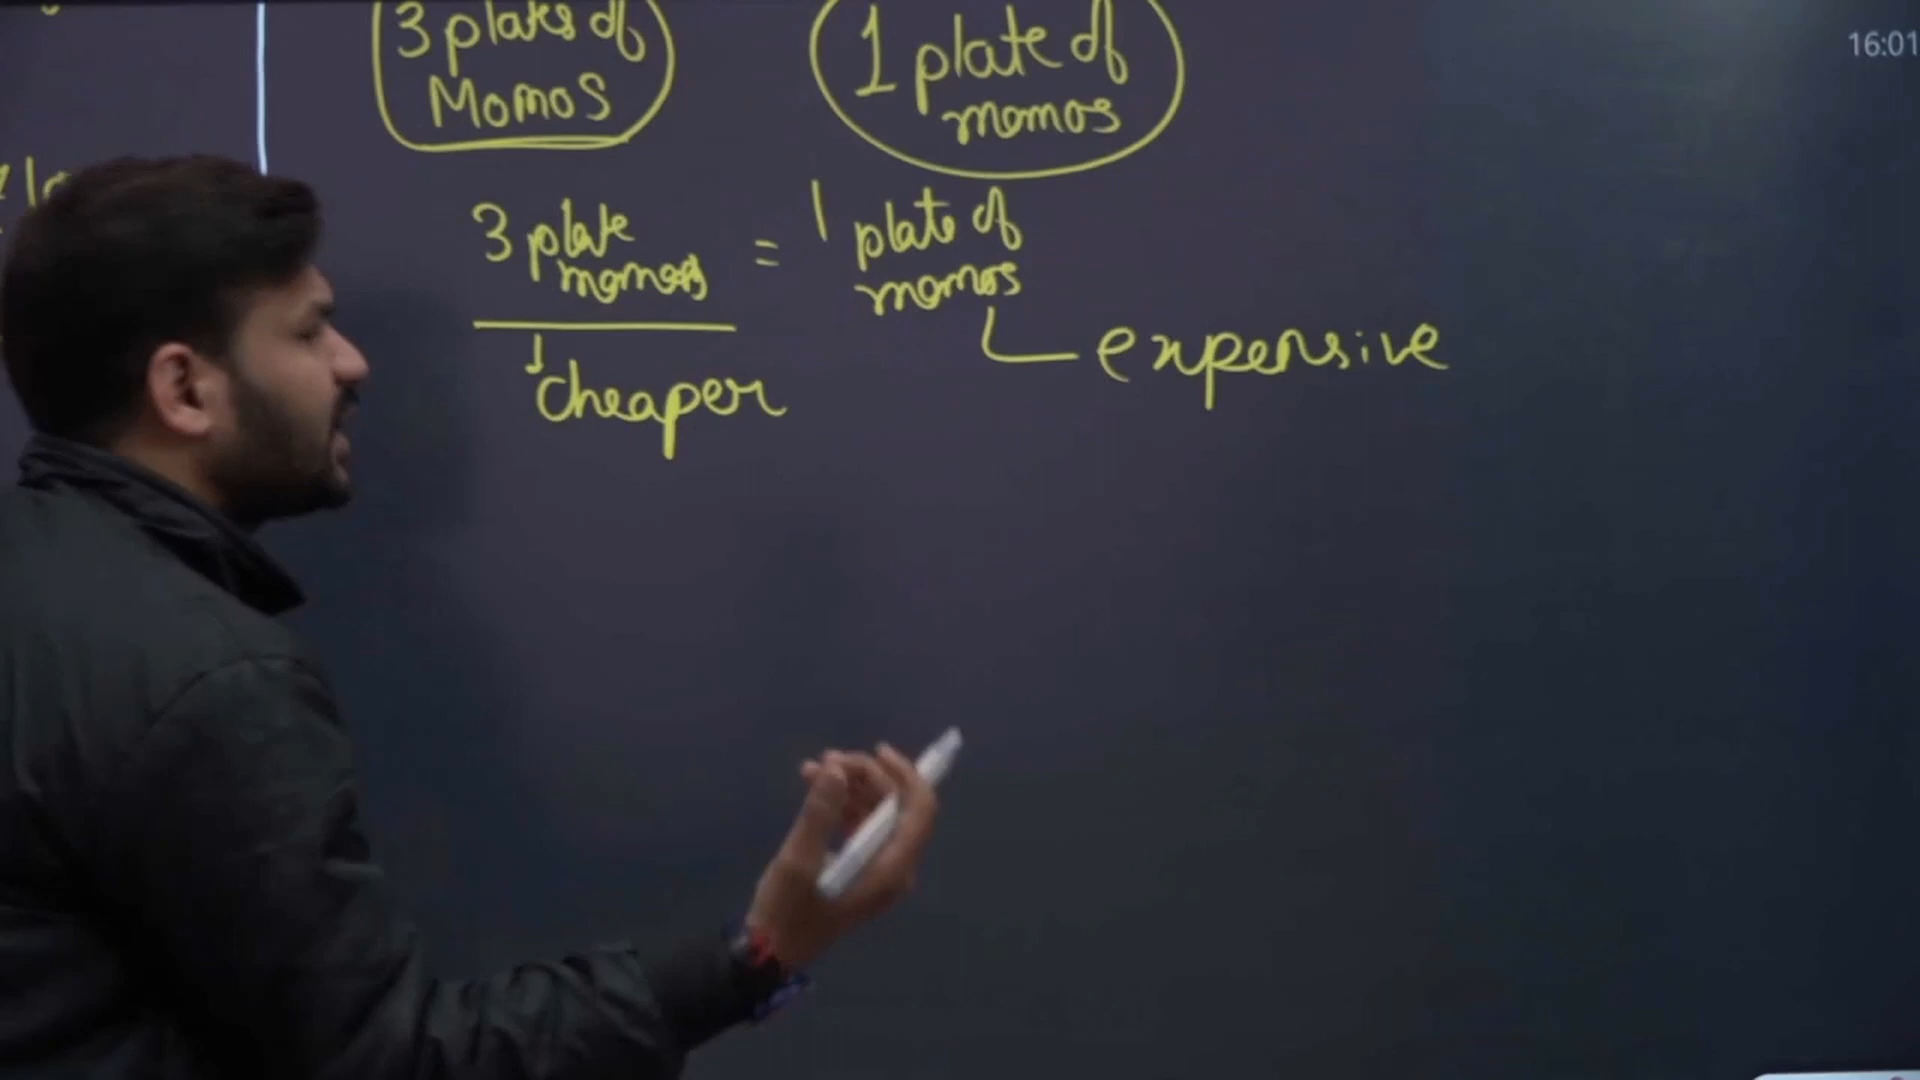 3 plates of
Momos
1 plate of
momos
16:01
3 plate
momos
=
1 plate of
momos
expensive
cheaper